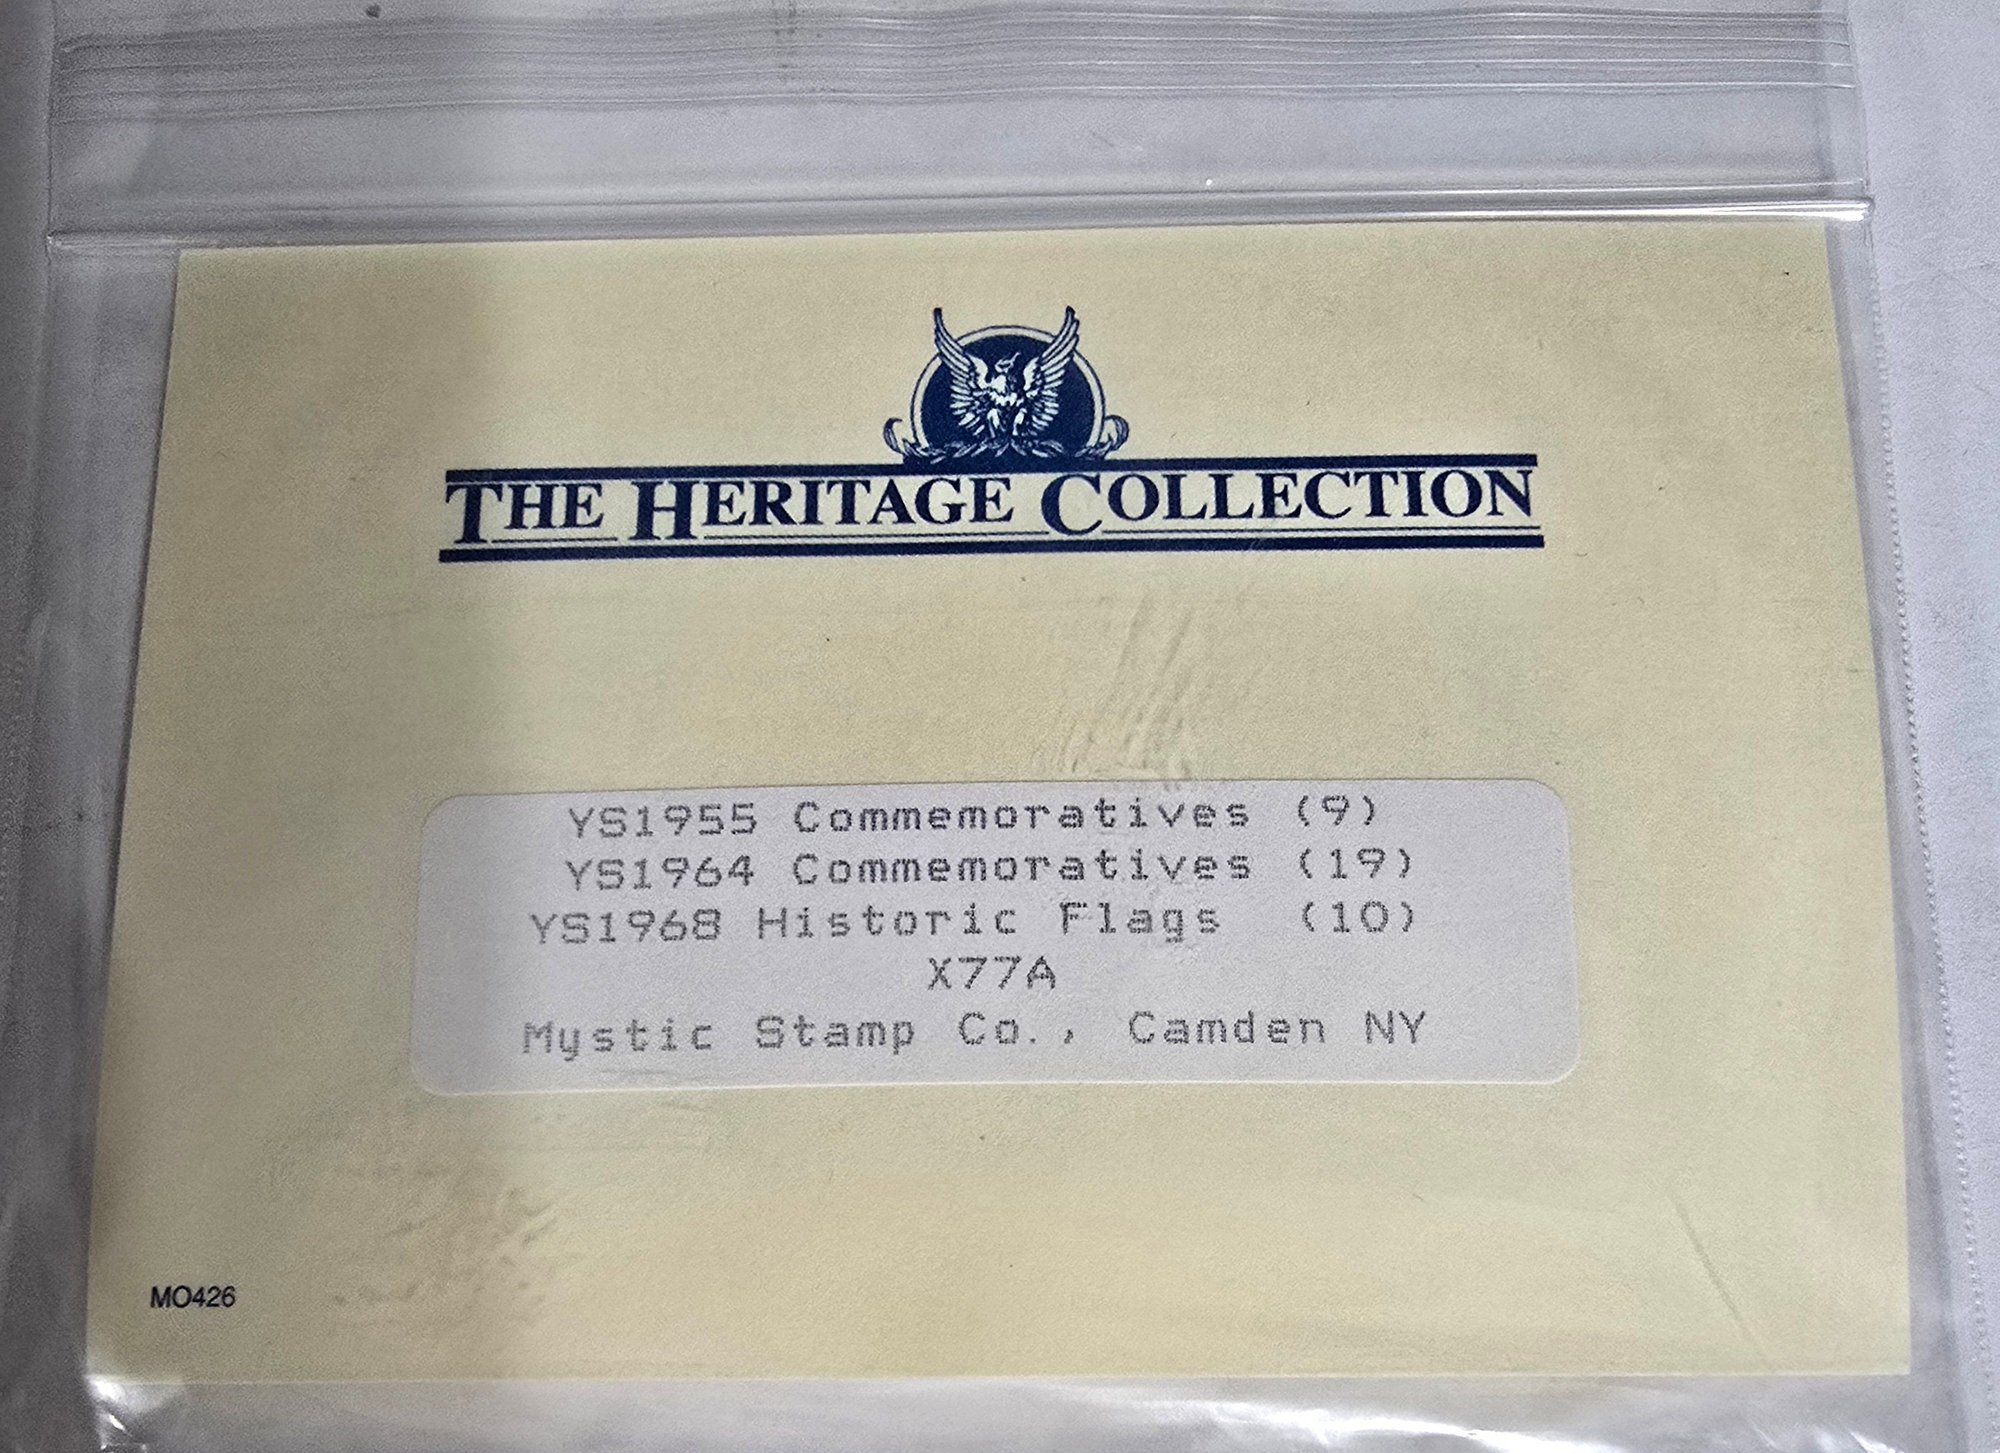 THE HERITAGE COLLECTION
YS1955 Commemoratives (9)
YS1964 Commemoratives (19)
YS1968 Historic Flags (10)
X77A
Mystic Stamp Co., Camden NY
MO426